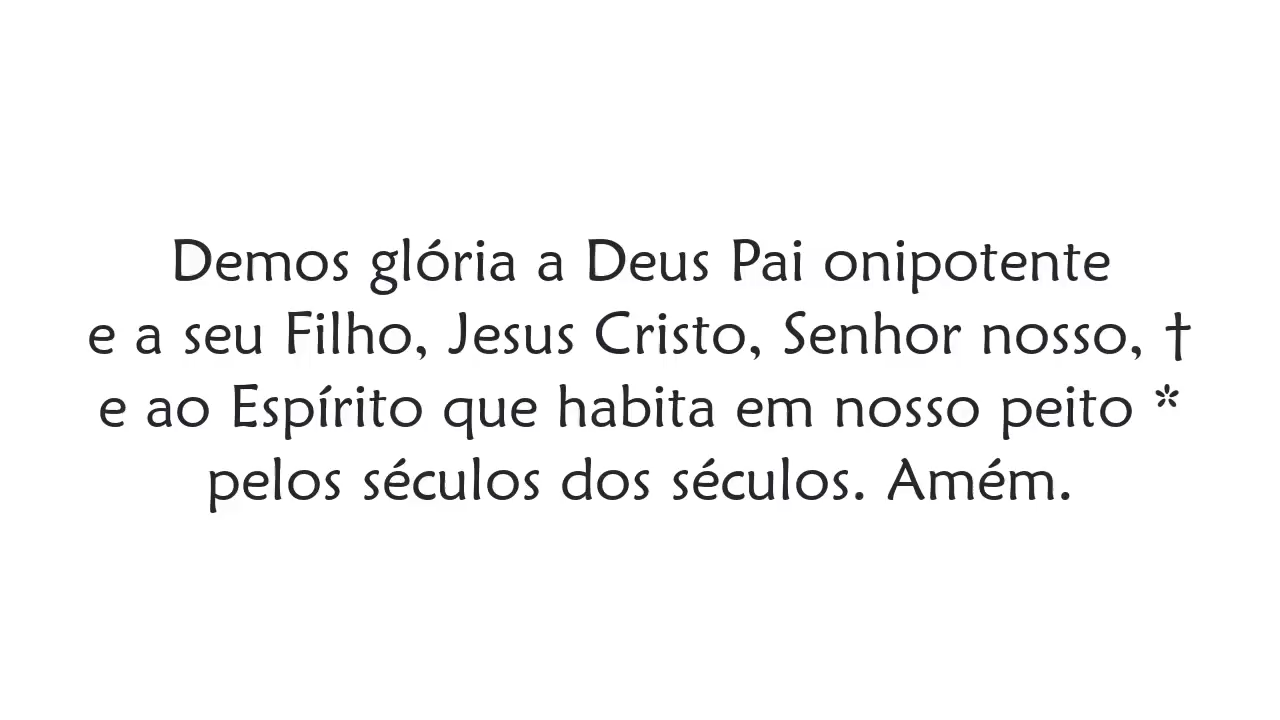 Demos glória a Deus Pai onipotente
e a seu Filho, Jesus Cristo, Senhor nosso, †
e ao Espírito que habita em nosso peito *
pelos séculos dos séculos. Amém.